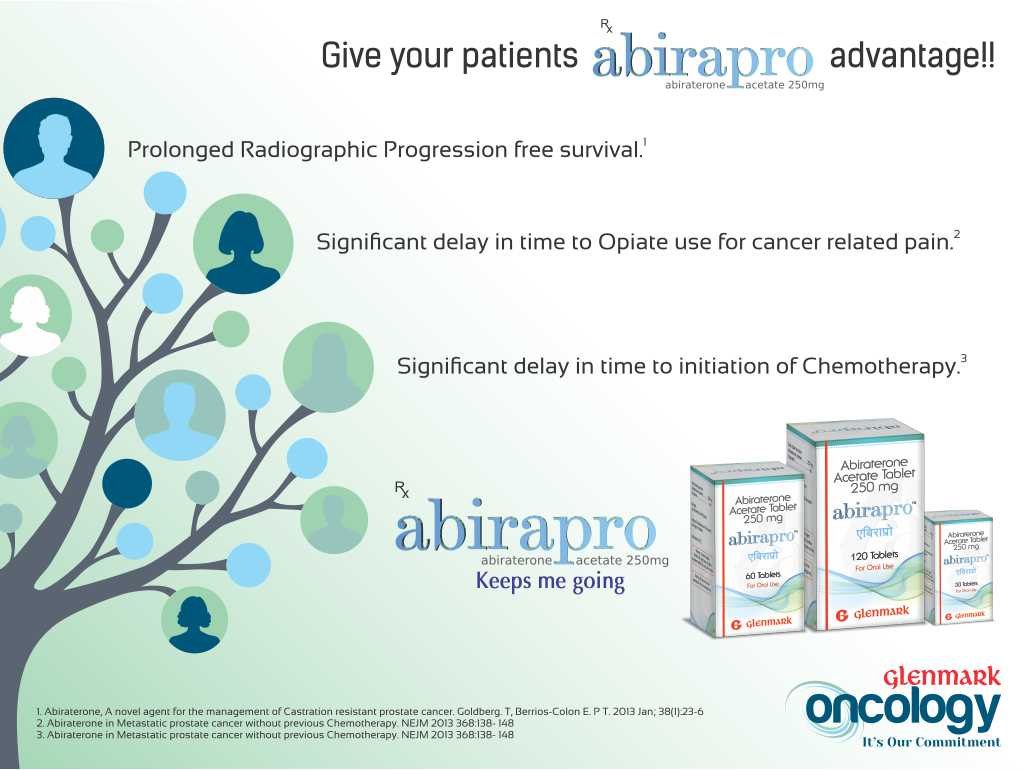 Give your patients Rx abirapro advantage!!
abiraterone acetate 250mg
Prolonged Radiographic Progression free survival.1
Significant delay in time to Opiate use for cancer related pain.2
Significant delay in time to initiation of Chemotherapy.3
Rx
abirapro
abiraterone acetate 250mg
Keeps me going
Abiraterone
Acetate Tablet
250 mg
abirapro™
एबिराप्रो
60 Tablets
For Oral Use
GLENMARK
abirapro
Abiraterone
Acetate Tablet
250 mg
abirapro™
एबिराप्रो
120 Tablets
For Oral Use
GLENMARK
Abiraterone
Acetate Tablet
250 mg
abirapro™
एबिराप्रो
30 Tablets
For Oral Use
GLENMARK
1. Abiraterone, A novel agent for the management of Castration resistant prostate cancer. Goldberg. T, Berrios-Colon E. P T. 2013 Jan; 38(1):23-6
2. Abiraterone in Metastatic prostate cancer without previous Chemotherapy. NEJM 2013 368:138- 148
3. Abiraterone in Metastatic prostate cancer without previous Chemotherapy. NEJM 2013 368:138- 148
GLENMARK
oncology
It's Our Commitment